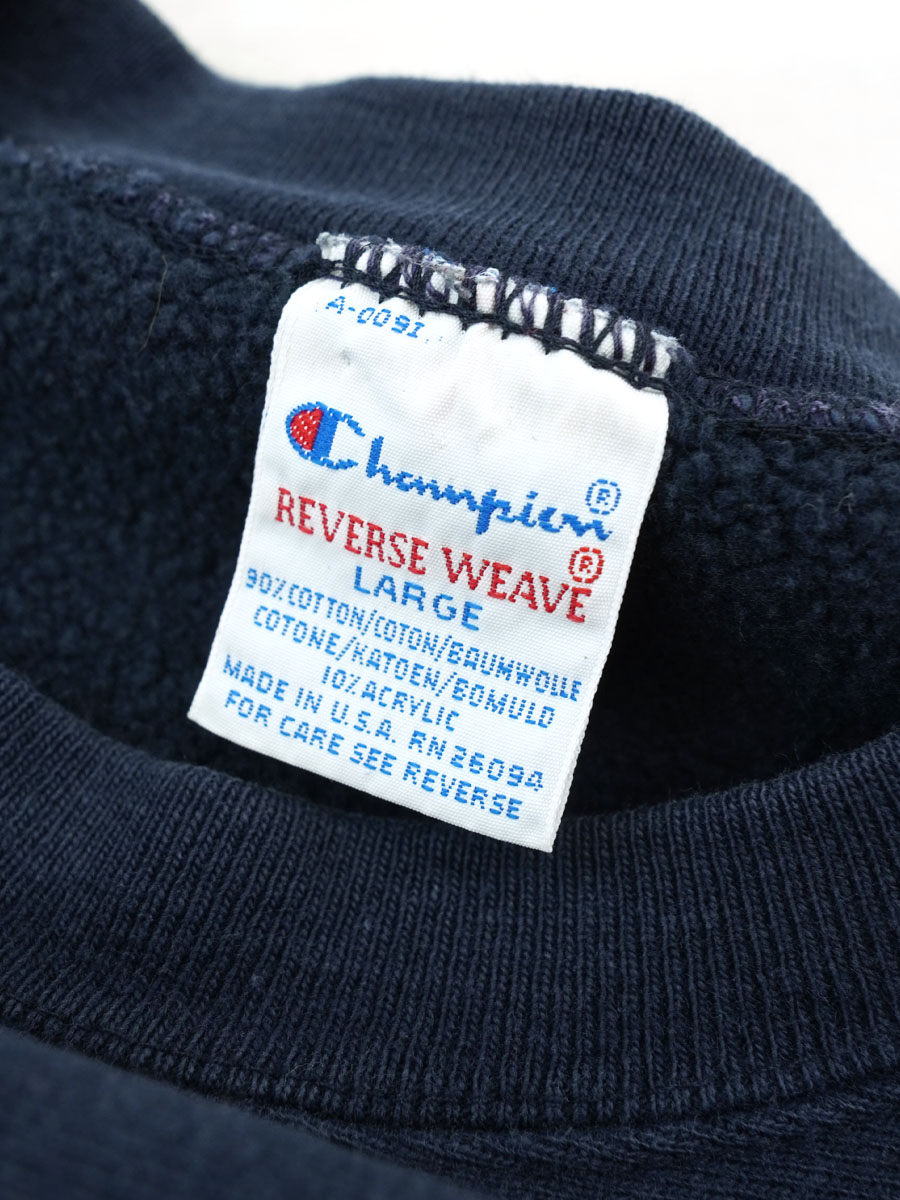 A-0091
Champion®
REVERSE WEAVE®
LARGE
90% COTTON/COTON/BAUMWOLLE
COTONE/KATOEN/BOMULD
10% ACRYLIC
MADE IN U.S.A. RN 26094
FOR CARE SEE REVERSE